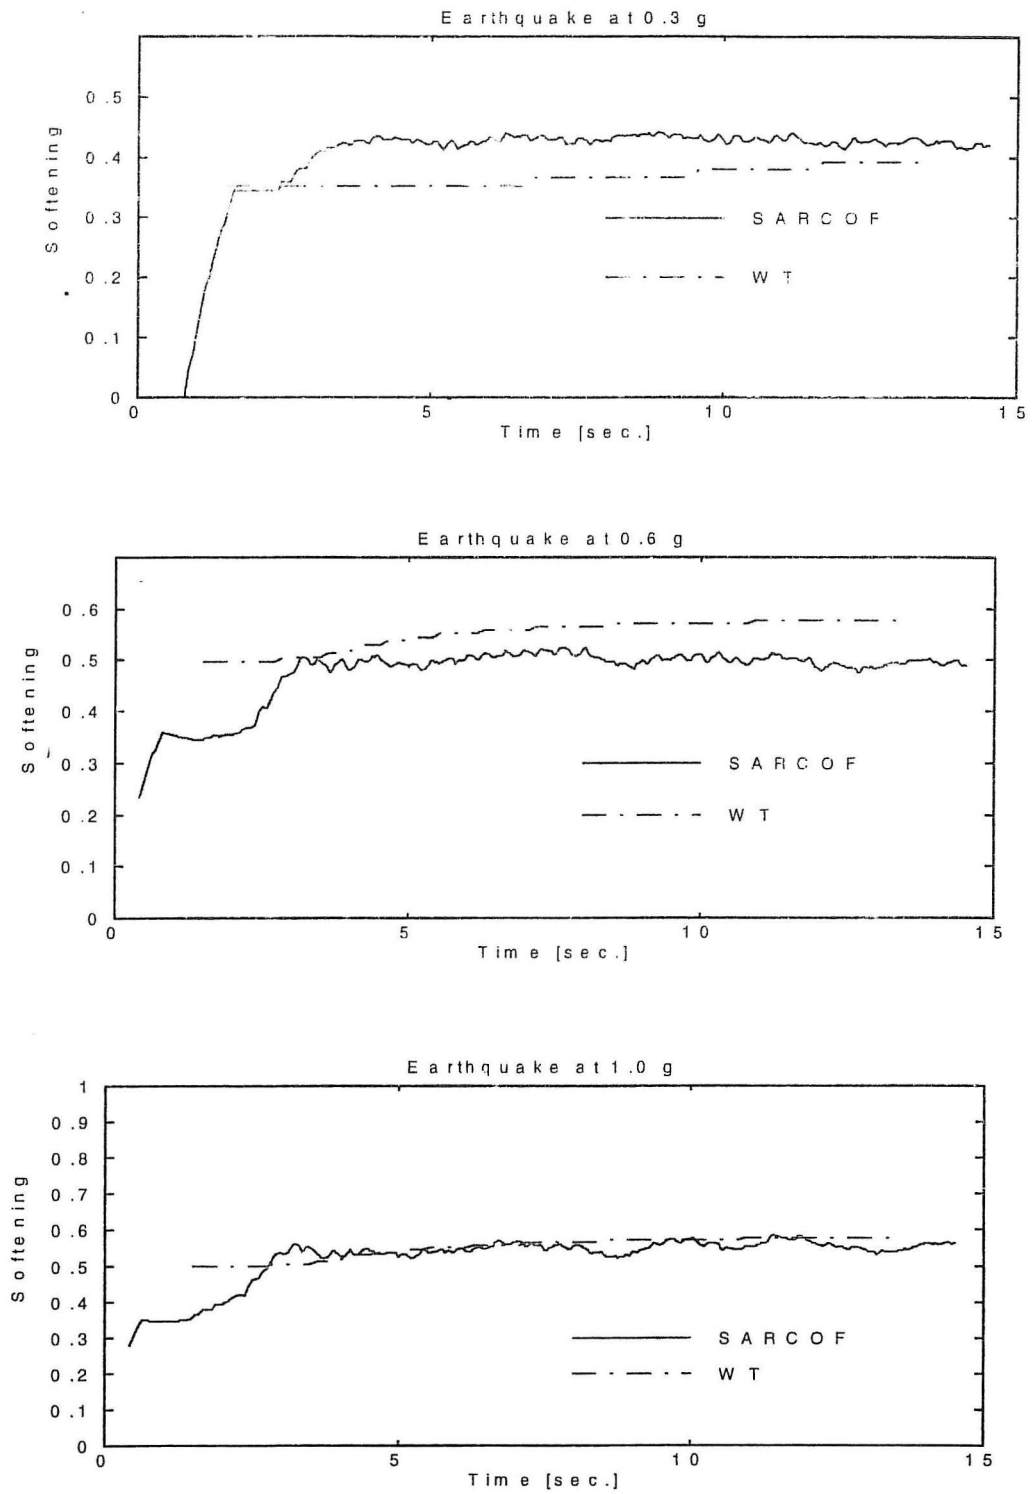 Earthquake at 0.3 g
0.5
0.4
0.3
0.2
0.1
0
Softening
SARCOF
WT
0 5 10 15
Time [sec.]
Earthquake at 0.6 g
0.6
0.5
0.4
0.3
0.2
0.1
0
Softening
SARCOF
WT
0 5 10 15
Time [sec.]
Earthquake at 1.0 g
1
0.9
0.8
0.7
0.6
0.5
0.4
0.3
0.2
0.1
0
Softening
SARCOF
WT
0 5 10 15
Time [sec.]